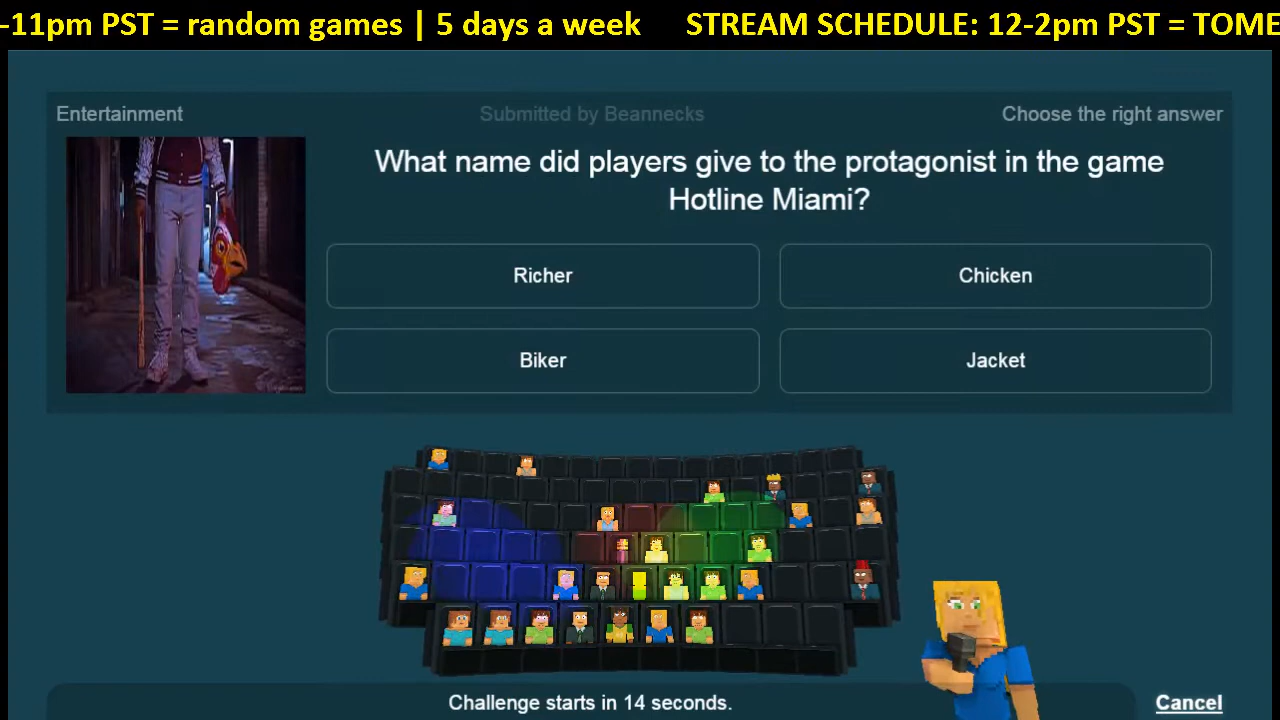 -11pm PST = random games | 5 days a week STREAM SCHEDULE: 12-2pm PST = TOME
Entertainment
Submitted by Beannecks
Choose the right answer
What name did players give to the protagonist in the game
Hotline Miami?
Richer
Chicken
Biker
Jacket
Challenge starts in 14 seconds.
Cancel